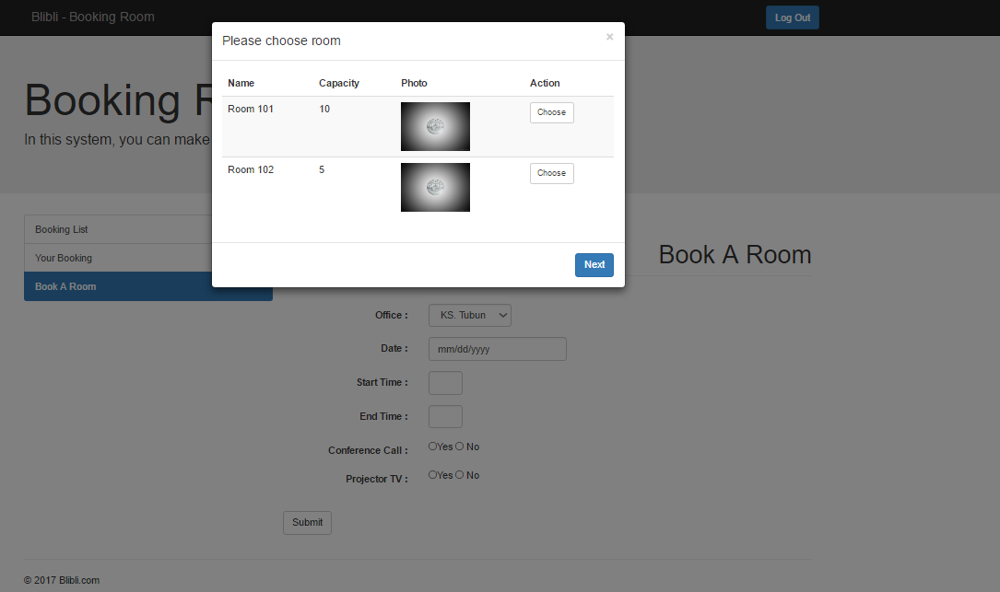 Blibli - Booking Room
Log Out
Please choose room
×
Name Capacity Photo Action
Room 101 10 Choose
Room 102 5 Choose
Next
Booking R
In this system, you can make
Booking List
Your Booking
Book A Room
Book A Room
Office : KS. Tubun
Date : mm/dd/yyyy
Start Time :
End Time :
Conference Call : Yes No
Projector TV : Yes No
Submit
© 2017 Blibli.com